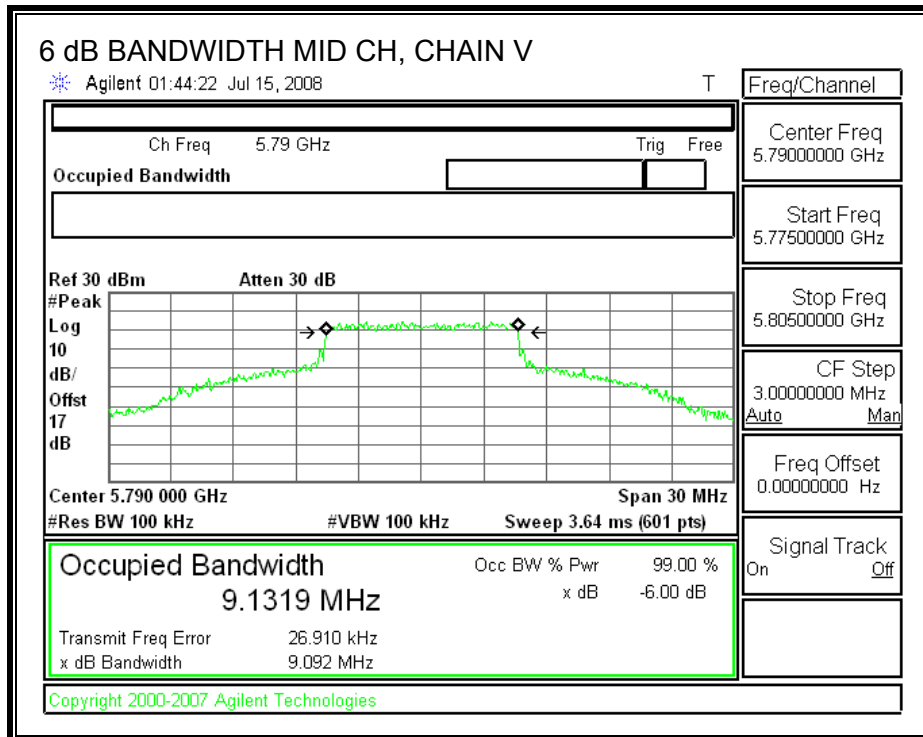 6 dB BANDWIDTH MID CH, CHAIN V
Agilent 01:44:22 Jul 15, 2008 T
Freq/Channel
Ch Freq 5.79 GHz Trig Free
Occupied Bandwidth
Center Freq
5.79000000 GHz
Start Freq
5.77500000 GHz
Stop Freq
5.80500000 GHz
CF Step
3.00000000 MHz
Auto Man
Freq Offset
0.00000000 Hz
Signal Track
On Off
Ref 30 dBm Atten 30 dB
#Peak
Log
10
dB/
Offst
17
dB
Center 5.790 000 GHz Span 30 MHz
#Res BW 100 kHz #VBW 100 kHz Sweep 3.64 ms (601 pts)
Occupied Bandwidth
9.1319 MHz
Occ BW % Pwr 99.00 %
x dB -6.00 dB
Transmit Freq Error 26.910 kHz
x dB Bandwidth 9.092 MHz
Copyright 2000-2007 Agilent Technologies